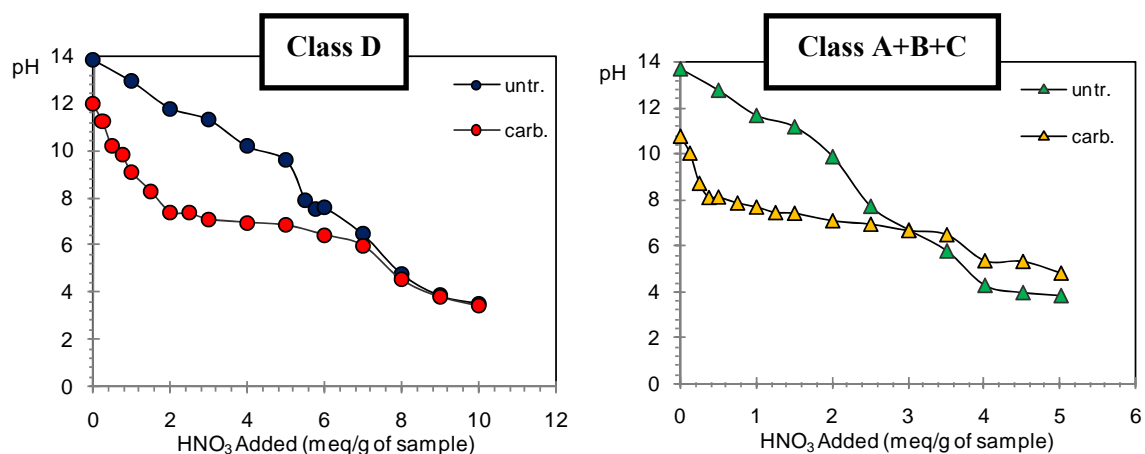 Class D
pH
14
12
10
8
6
4
2
0
untr.
carb.
0 2 4 6 8 10 12
HNO₃ Added (meq/g of sample)
Class A+B+C
pH
14
12
10
8
6
4
2
0
untr.
carb.
0 1 2 3 4 5 6
HNO₃ Added (meq/g of sample)